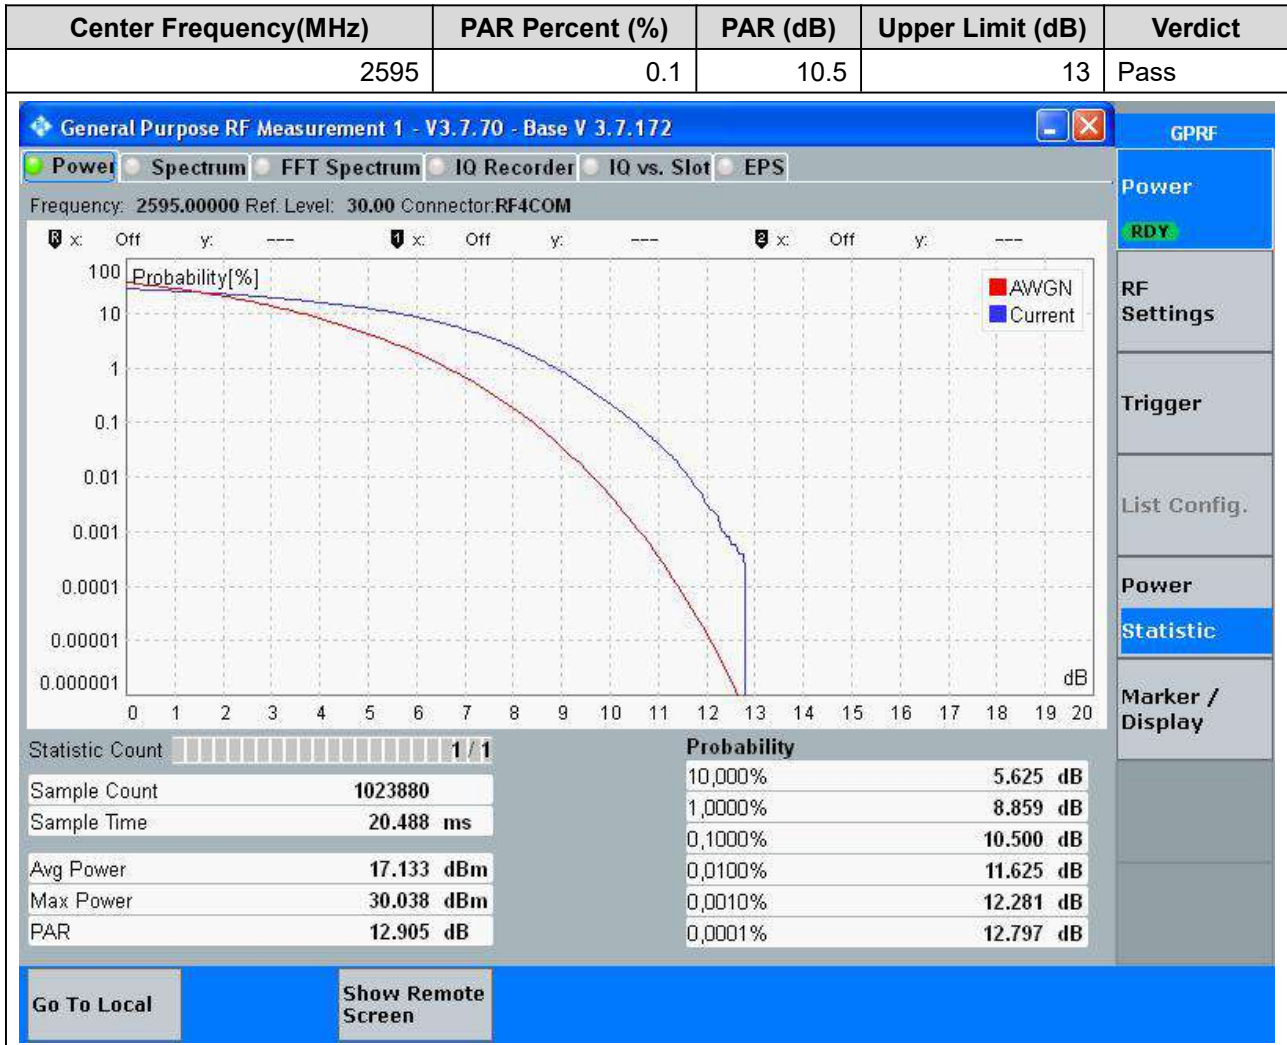 Center Frequency(MHz) PAR Percent (%) PAR (dB) Upper Limit (dB) Verdict
2595 0.1 10.5 13 Pass
General Purpose RF Measurement 1 - V3.7.70 - Base V 3.7.172
GPRF
Power Spectrum FFT Spectrum IQ Recorder IQ vs. Slot EPS
Frequency: 2595.00000 Ref. Level: 30.00 Connector:RF4COM
R x: Off y: --- 1 x: Off y: --- 2 x: Off y: ---
Probability[%]
AWGN
Current
100
10
1
0.1
0.01
0.001
0.0001
0.00001
0.000001
dB
0 1 2 3 4 5 6 7 8 9 10 11 12 13 14 15 16 17 18 19 20
Statistic Count 1 / 1
Sample Count 1023880
Sample Time 20.488 ms
Avg Power 17.133 dBm
Max Power 30.038 dBm
PAR 12.905 dB
Probability
10,000% 5.625 dB
1,0000% 8.859 dB
0,1000% 10.500 dB
0,0100% 11.625 dB
0,0010% 12.281 dB
0,0001% 12.797 dB
Power
RDY
RF
Settings
Trigger
List Config.
Power
Statistic
Marker /
Display
Go To Local
Show Remote
Screen